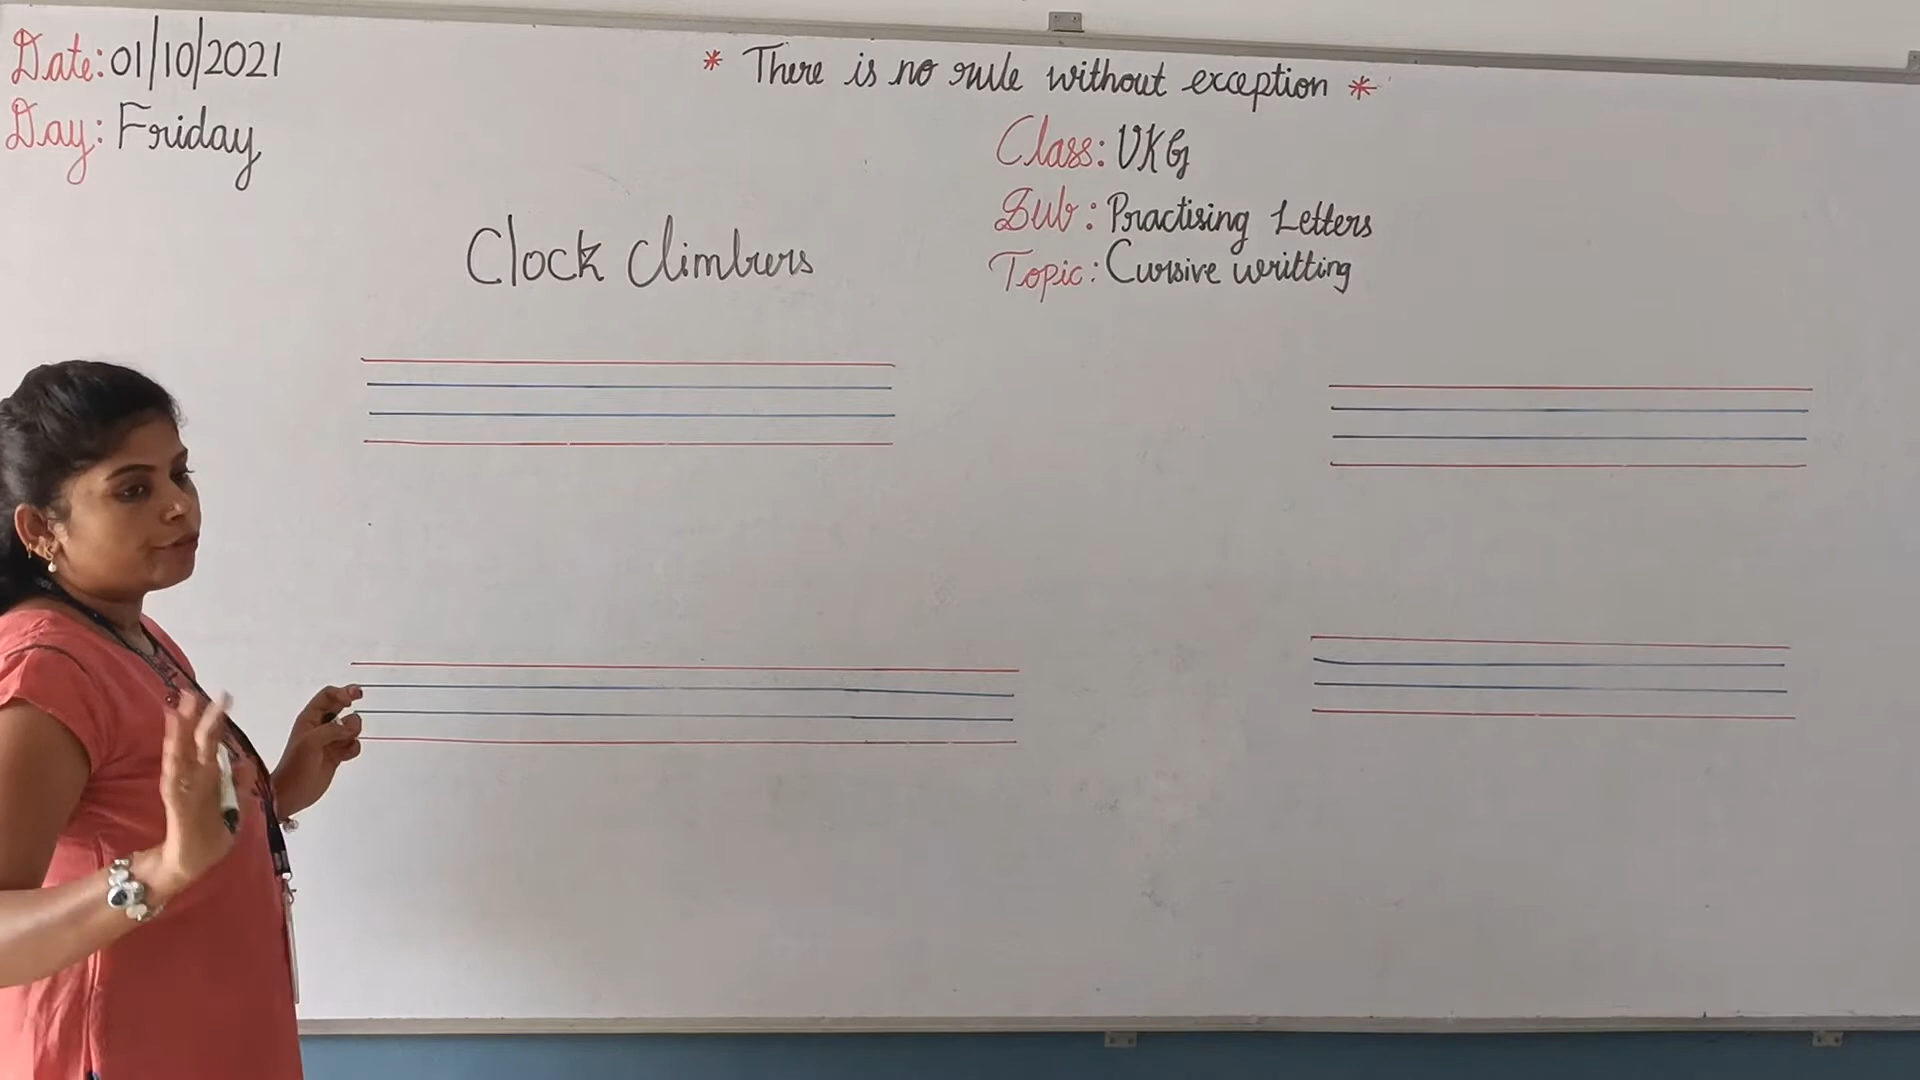 Date: 01/10/2021
Day: Friday
* There is no rule without exception *
Class: UKG
Sub: Practising Letters
Topic: Cursive writting
Clock Climbers